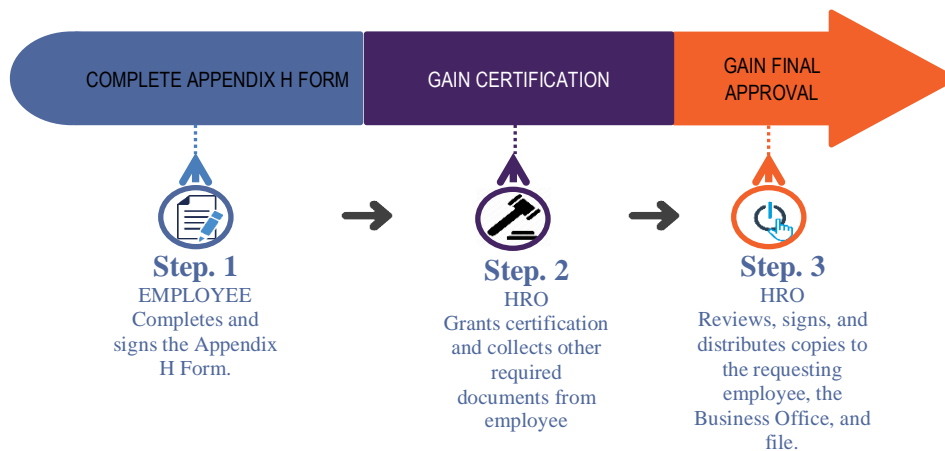 COMPLETE APPENDIX H FORM
GAIN CERTIFICATION
GAIN FINAL
APPROVAL
Step. 1
EMPLOYEE
Completes and
signs the Appendix
H Form.
Step. 2
HRO
Grants certification
and collects other
required
documents from
employee
Step. 3
HRO
Reviews, signs, and
distributes copies to
the requesting
employee, the
Business Office, and
file.